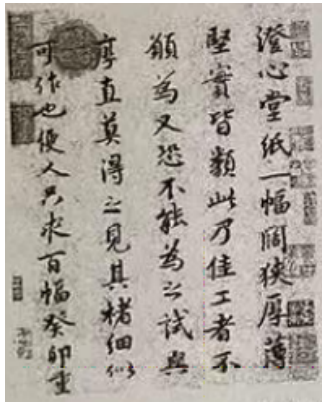 澄心堂紙一幅闊狹厚薄
堅實皆類此乃佳工者不
願為又恐不能為之試與
厚直莫得之見其楮細似
可作也便人只求百幅癸卯重